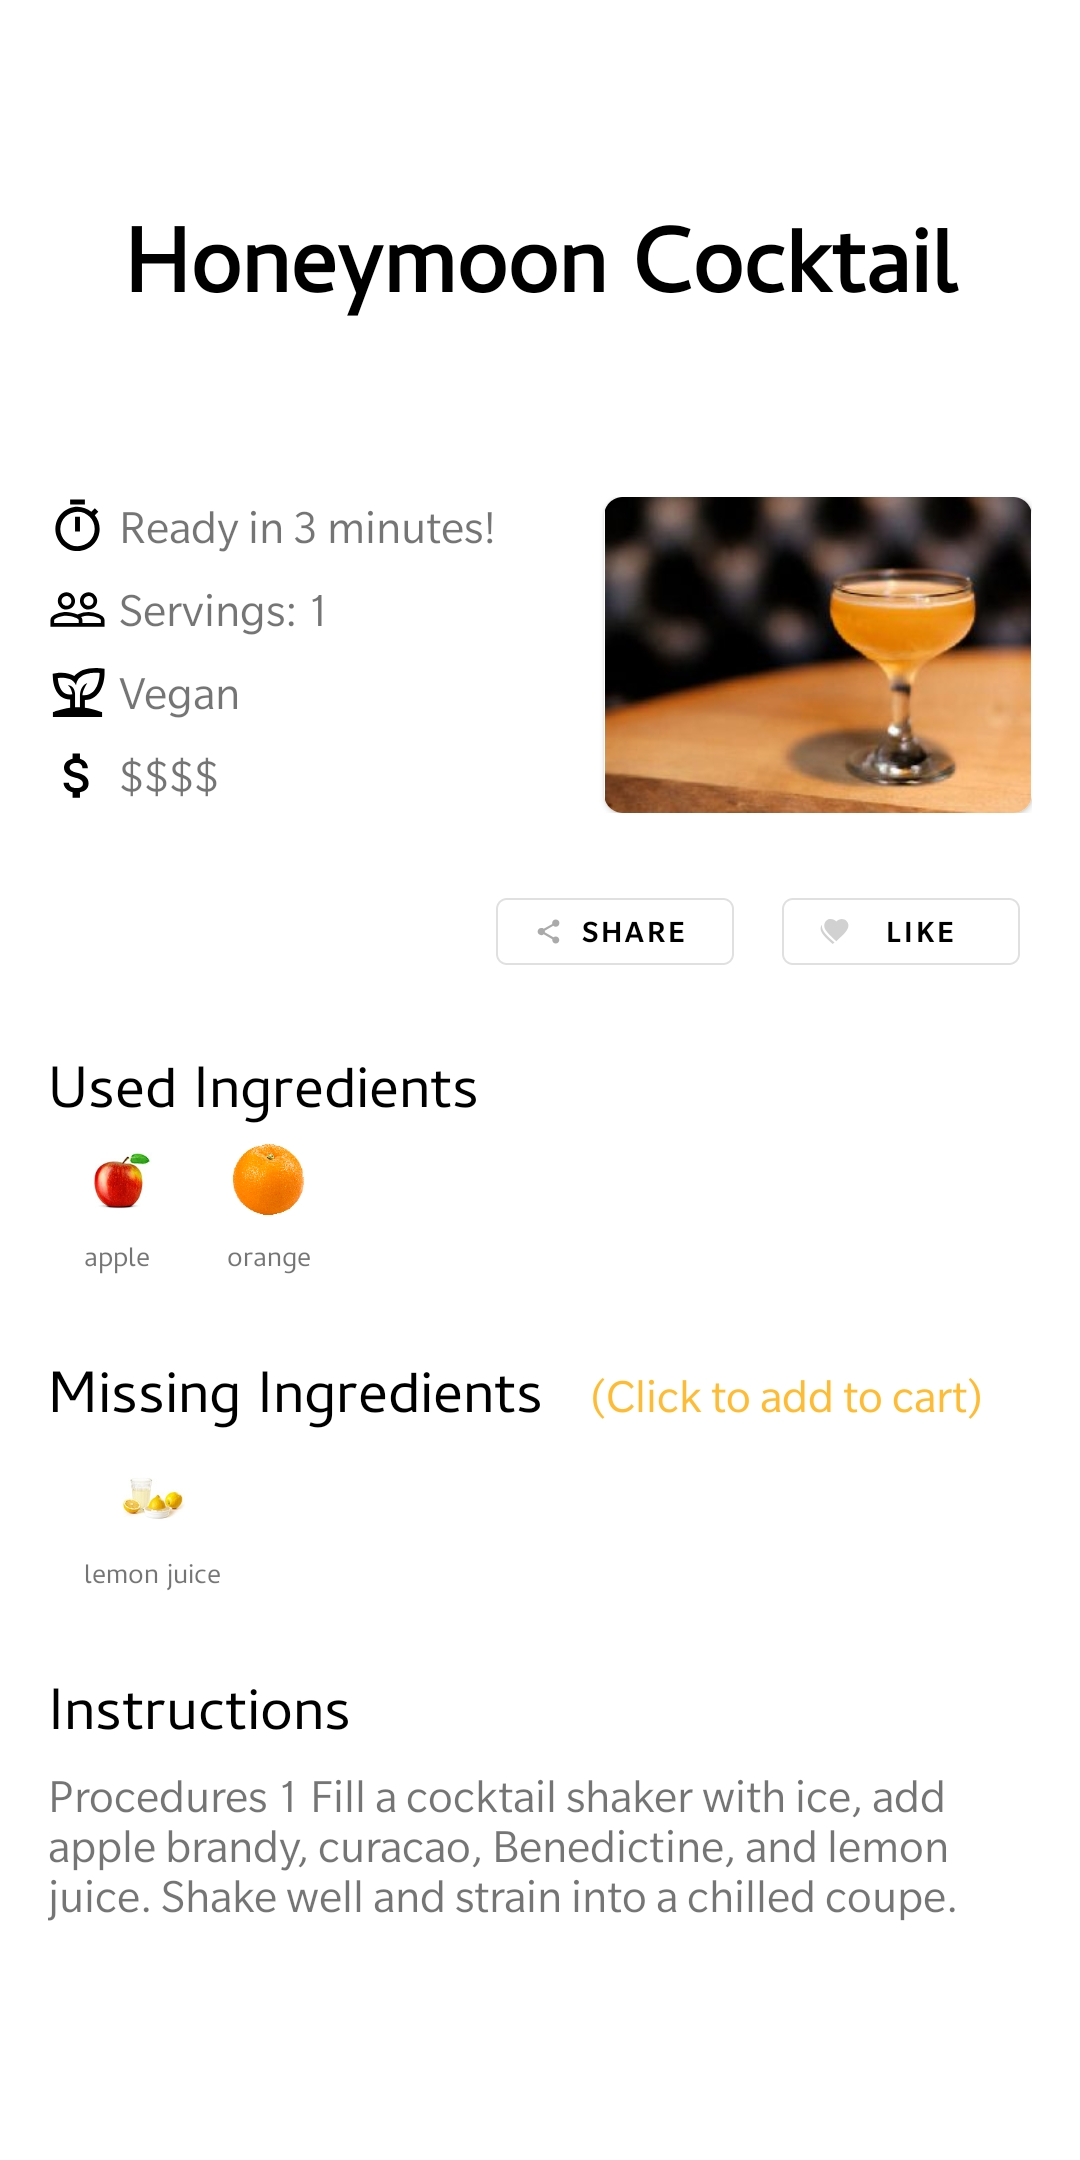 Honeymoon Cocktail
Ready in 3 minutes!
Servings: 1
Vegan
$ $$$$
SHARE
LIKE
Used Ingredients
apple
orange
Missing Ingredients (Click to add to cart)
lemon juice
Instructions
Procedures 1 Fill a cocktail shaker with ice, add
apple brandy, curacao, Benedictine, and lemon
juice. Shake well and strain into a chilled coupe.